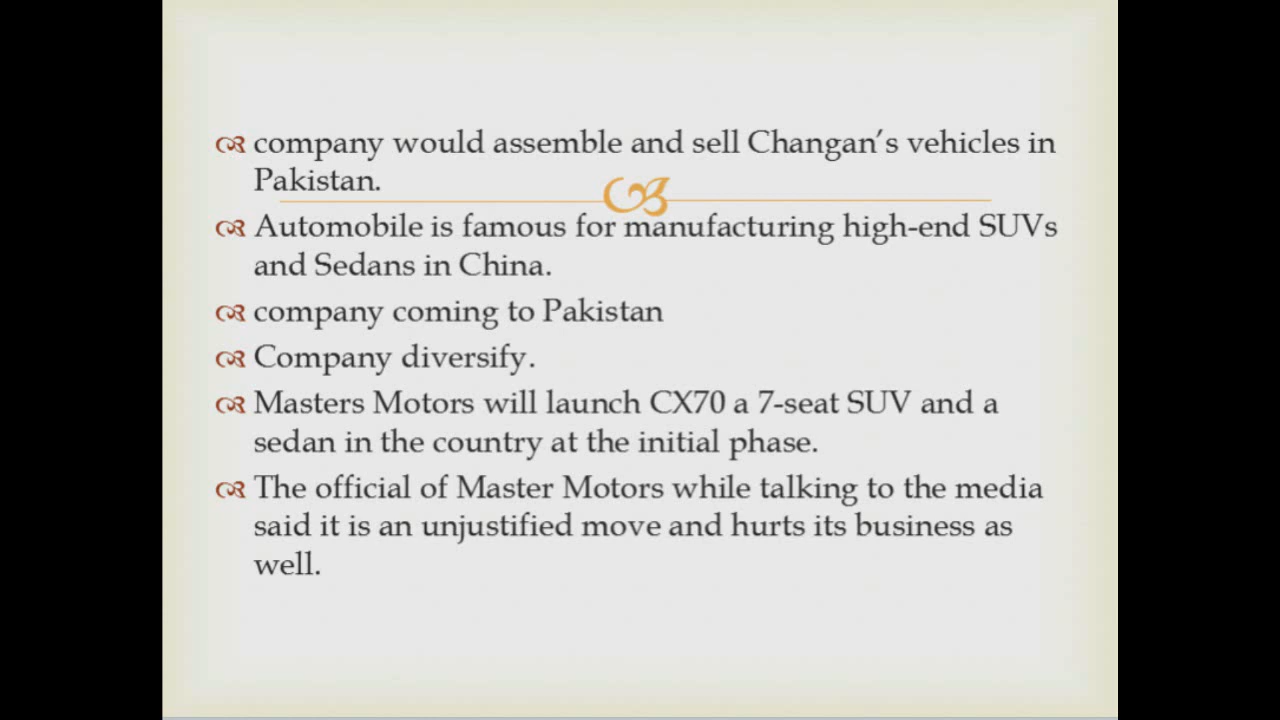 company would assemble and sell Changan’s vehicles in
Pakistan.
Automobile is famous for manufacturing high-end SUVs
and Sedans in China.
company coming to Pakistan
Company diversify.
Masters Motors will launch CX70 a 7-seat SUV and a
sedan in the country at the initial phase.
The official of Master Motors while talking to the media
said it is an unjustified move and hurts its business as
well.